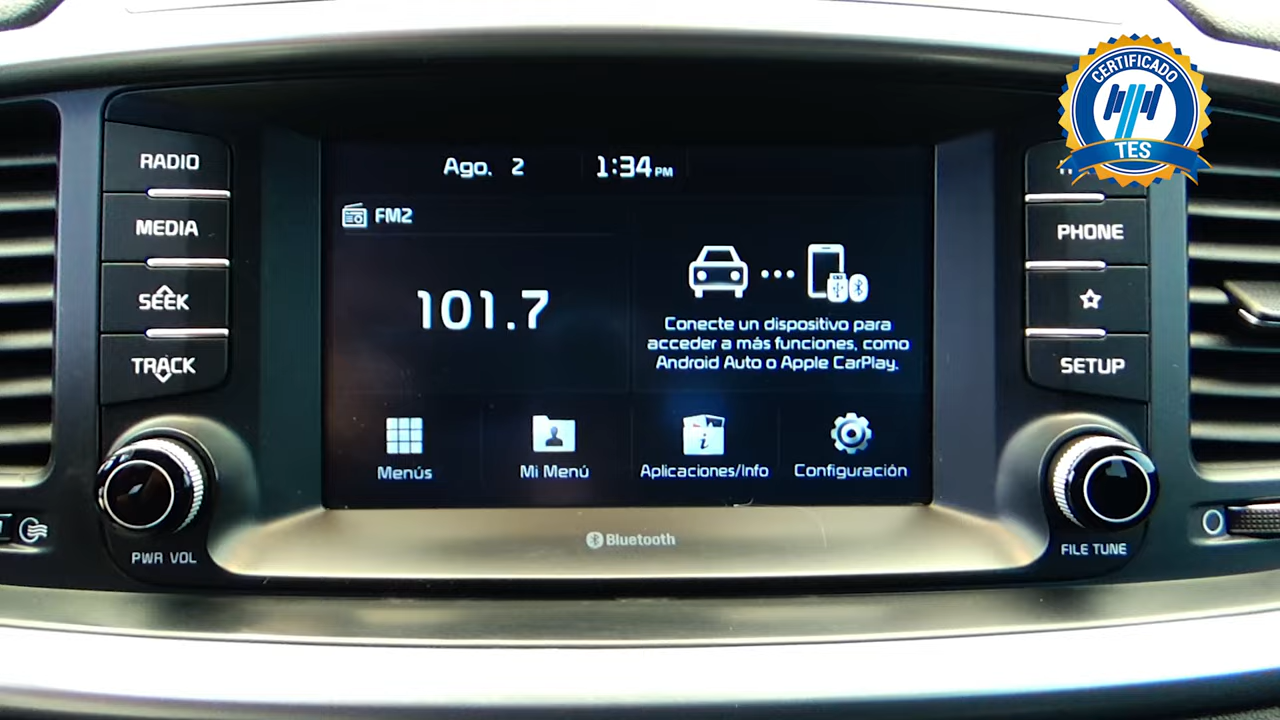 CERTIFICADO
TES
RADIO
MEDIA
SEEK
TRACK
PWR VOL
Ago. 2
1:34 PM
FM2
101.7
Conecte un dispositivo para
acceder a más funciones, como
Android Auto o Apple CarPlay.
Menús
Mi Menú
Aplicaciones/Info
Configuración
Bluetooth
PHONE
SETUP
FILE TUNE